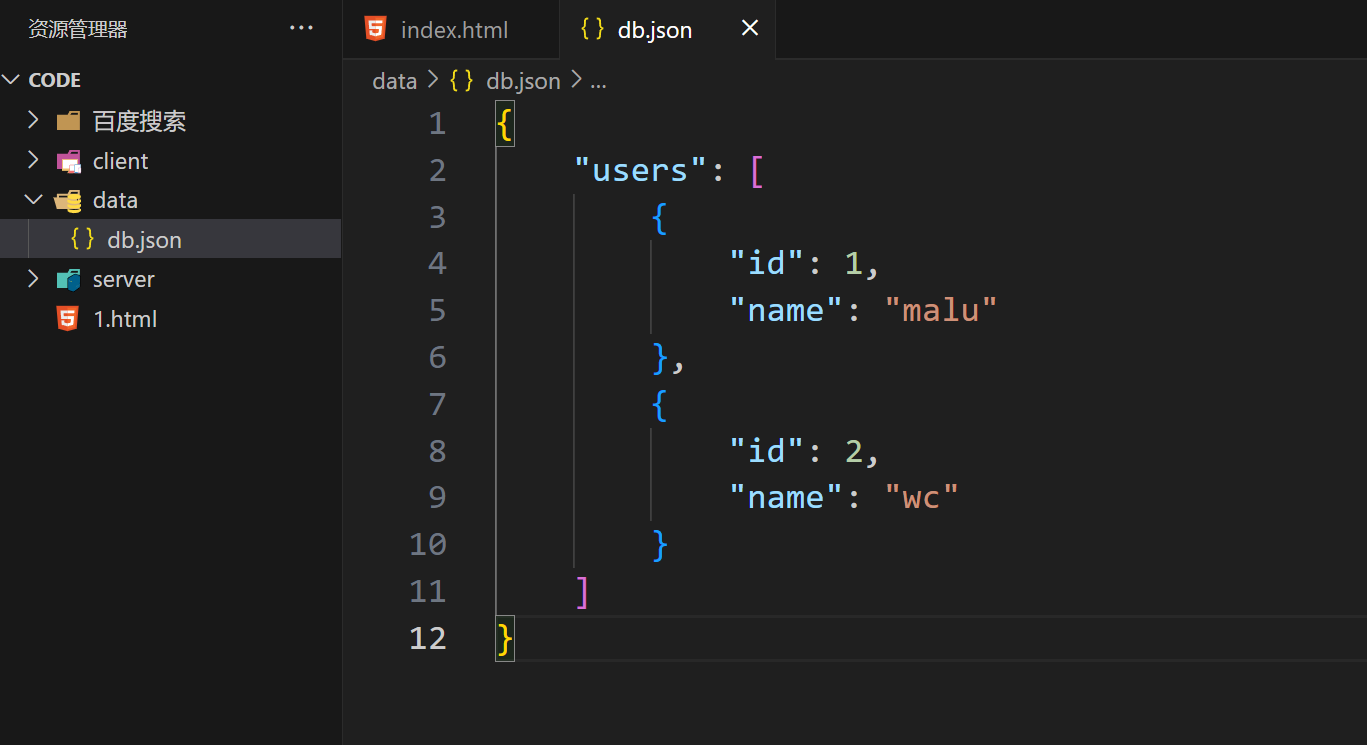 资源管理器 ...
CODE
百度搜索
client
data
db.json
server
1.html
index.html
{ } db.json
data > { } db.json > ...
1 {
2 "users": [
3 {
4 "id": 1,
5 "name": "malu"
6 },
7 {
8 "id": 2,
9 "name": "wc"
10 }
11 ]
12 }